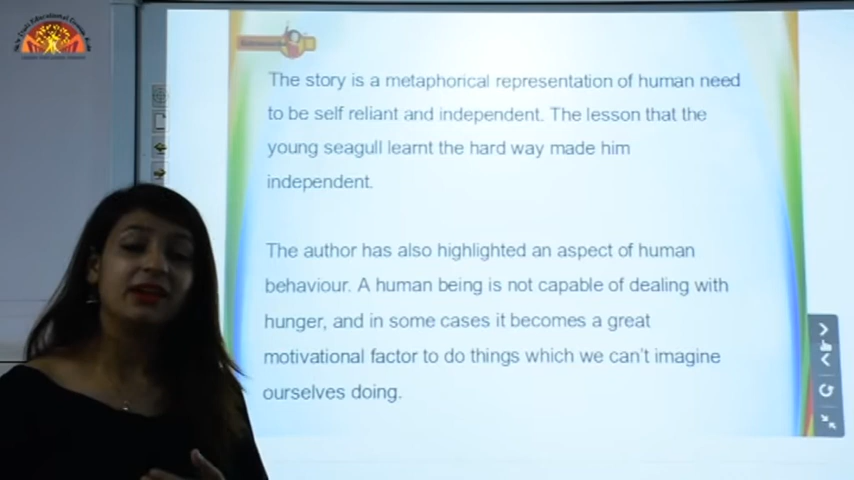 The story is a metaphorical representation of human need
to be self reliant and independent. The lesson that the
young seagull learnt the hard way made him
independent.
The author has also highlighted an aspect of human
behaviour. A human being is not capable of dealing with
hunger, and in some cases it becomes a great
motivational factor to do things which we can't imagine
ourselves doing.